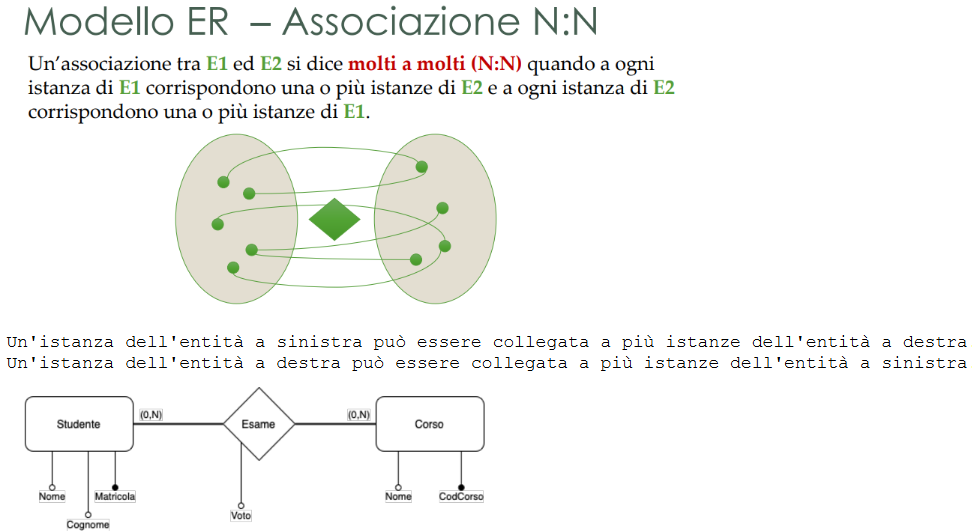 Modello ER – Associazione N:N
Un'associazione tra E1 ed E2 si dice molti a molti (N:N) quando a ogni
istanza di E1 corrispondono una o più istanze di E2 e a ogni istanza di E2
corrispondono una o più istanze di E1.
Un'istanza dell'entità a sinistra può essere collegata a più istanze dell'entità a destra
Un'istanza dell'entità a destra può essere collegata a più istanze dell'entità a sinistra
(0,N) (0,N)
Studente Esame Corso
Nome Matricola Nome CodCorso
Voto
Cognome